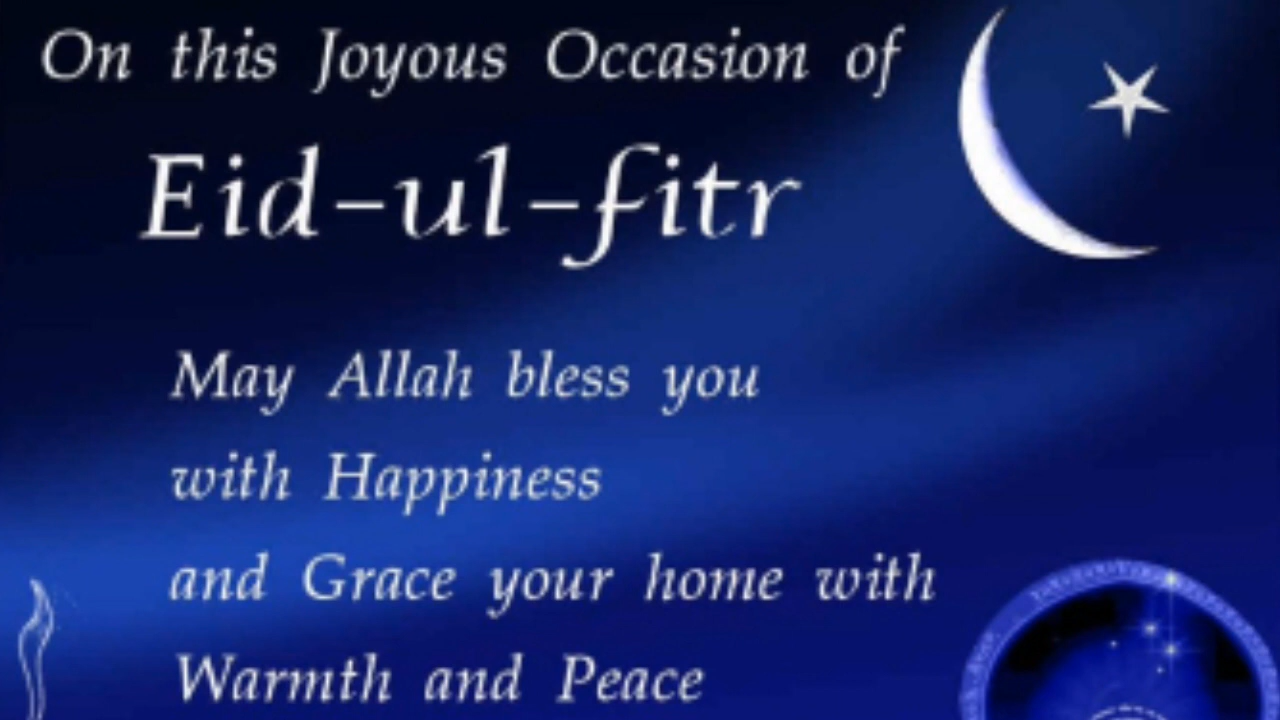 On this Joyous Occasion of
Eid-ul-fitr
May Allah bless you
with Happiness
and Grace your home with
Warmth and Peace